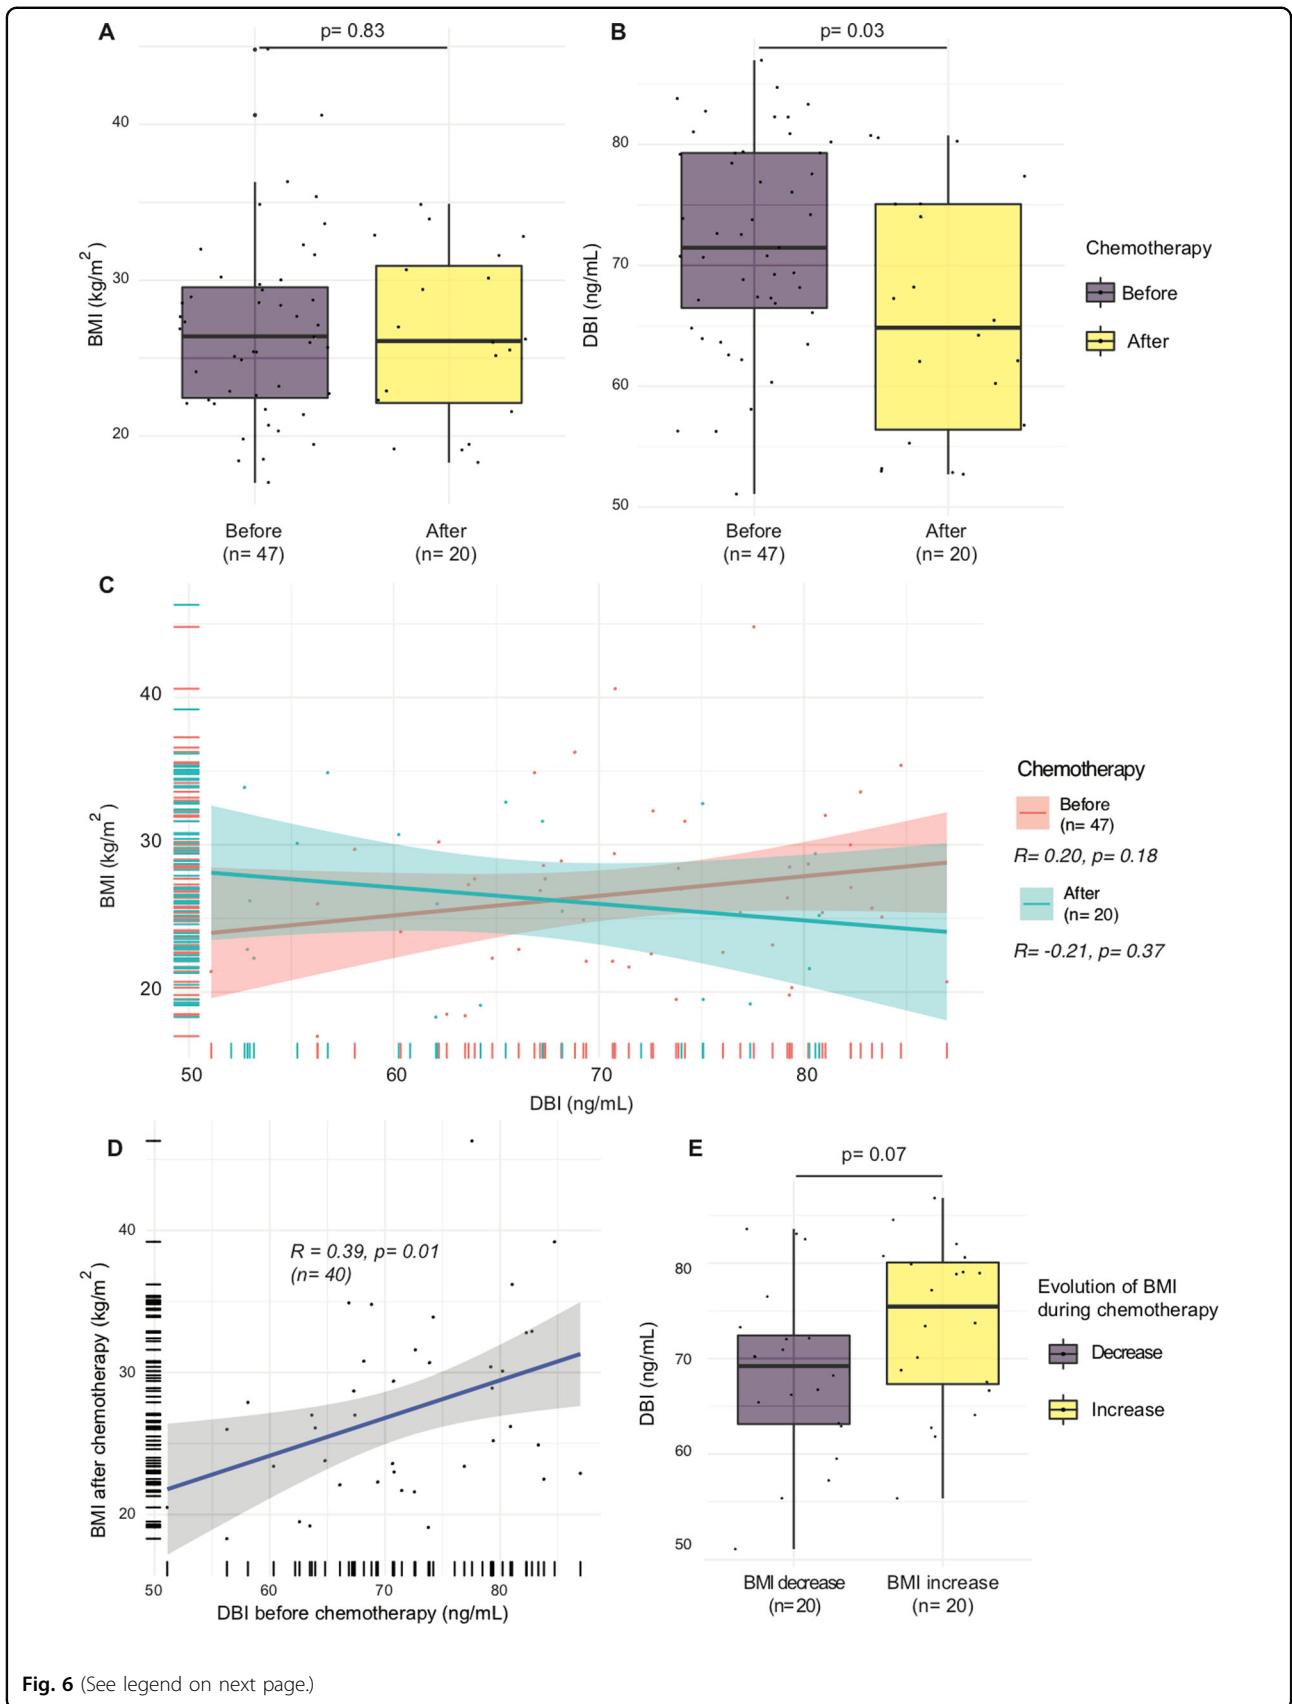 A
p= 0.83
BMI (kg/m²)
40
30
20
Before
(n= 47)
After
(n= 20)
B
p= 0.03
DBI (ng/mL)
80
70
60
50
Before
(n= 47)
After
(n= 20)
Chemotherapy
Before
After
C
BMI (kg/m²)
40
30
20
50
60
70
80
DBI (ng/mL)
Chemotherapy
Before
(n= 47)
R= 0.20, p= 0.18
After
(n= 20)
R= -0.21, p= 0.37
D
R = 0.39, p= 0.01
(n= 40)
BMI after chemotherapy (kg/m²)
40
30
20
50
60
70
80
DBI before chemotherapy (ng/mL)
E
p= 0.07
DBI (ng/mL)
80
70
60
50
BMI decrease
(n=20)
BMI increase
(n= 20)
Evolution of BMI
during chemotherapy
Decrease
Increase
Fig. 6 (See legend on next page.)